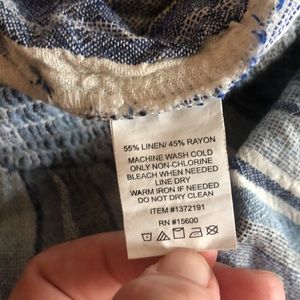 55% LINEN/ 45% RAYON
MACHINE WASH COLD
ONLY NON-CHLORINE
BLEACH WHEN NEEDED
LINE DRY
WARM IRON IF NEEDED
DO NOT DRY CLEAN
ITEM #1372191
RN #15600